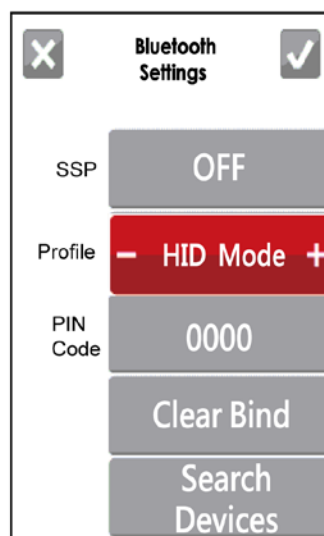 Bluetooth
Settings
SSP
OFF
Profile
- HID Mode +
PIN
Code
0000
Clear Bind
Search
Devices